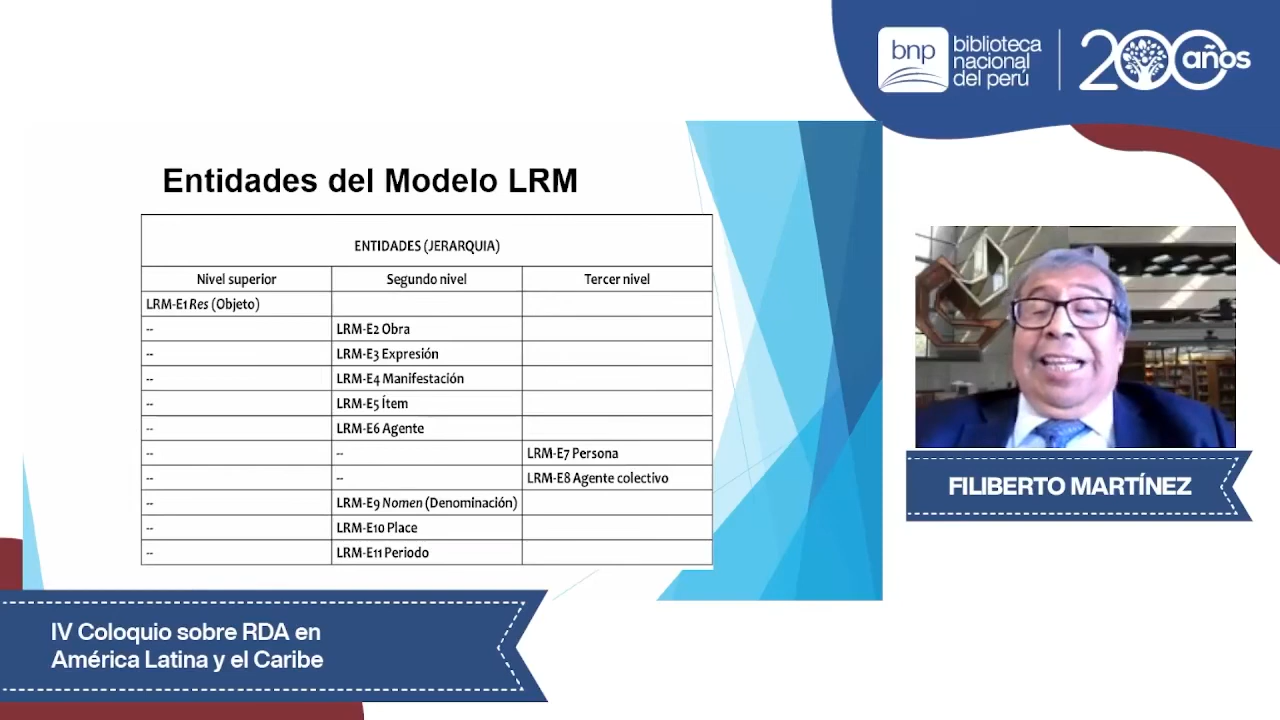 bnp
biblioteca
nacional
del perú
200 años
Entidades del Modelo LRM
ENTIDADES (JERARQUIA)
Nivel superior Segundo nivel Tercer nivel
LRM-E1 Res (Objeto)
-- LRM-E2 Obra
-- LRM-E3 Expresión
-- LRM-E4 Manifestación
-- LRM-E5 Ítem
-- LRM-E6 Agente
-- -- LRM-E7 Persona
-- -- LRM-E8 Agente colectivo
-- LRM-E9 Nomen (Denominación)
-- LRM-E10 Place
-- LRM-E11 Periodo
FILIBERTO MARTÍNEZ
IV Coloquio sobre RDA en
América Latina y el Caribe